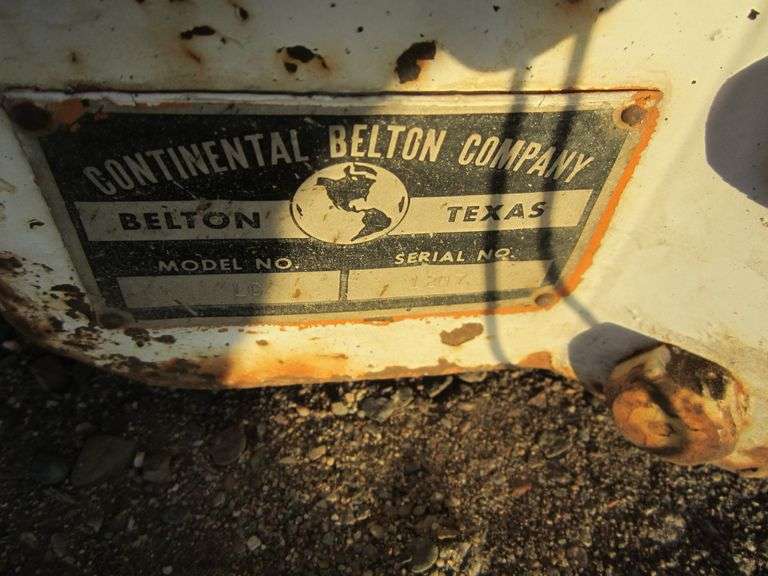 CONTINENTAL BELTON COMPANY
BELTON TEXAS
MODEL NO. SERIAL NO.